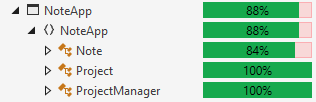 NoteApp 88%
{} NoteApp 88%
Note 84%
Project 100%
ProjectManager 100%